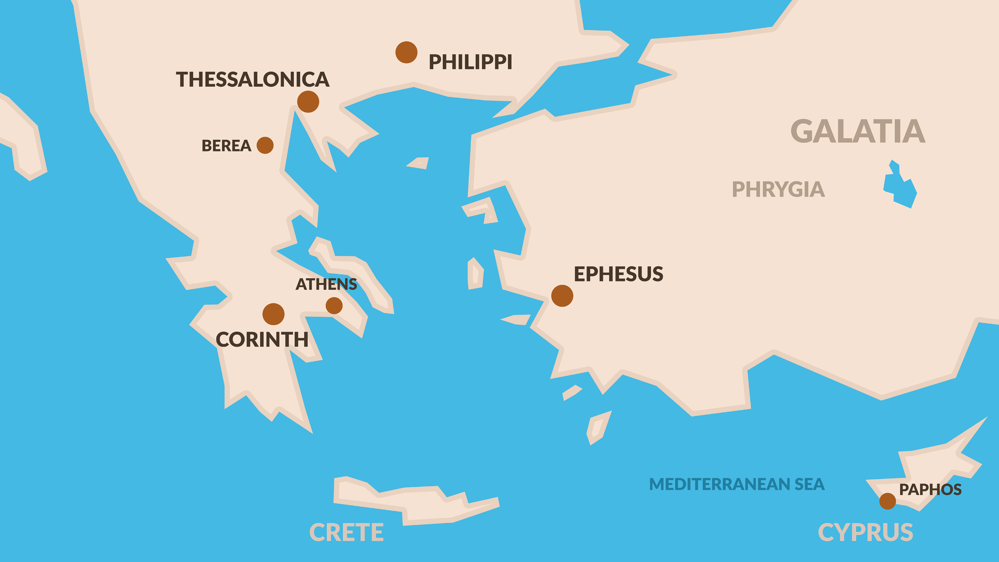 PHILIPPI
THESSALONICA
GALATIA
BEREA
PHRYGIA
EPHESUS
ATHENS
CORINTH
MEDITERRANEAN SEA
PAPHOS
CRETE
CYPRUS